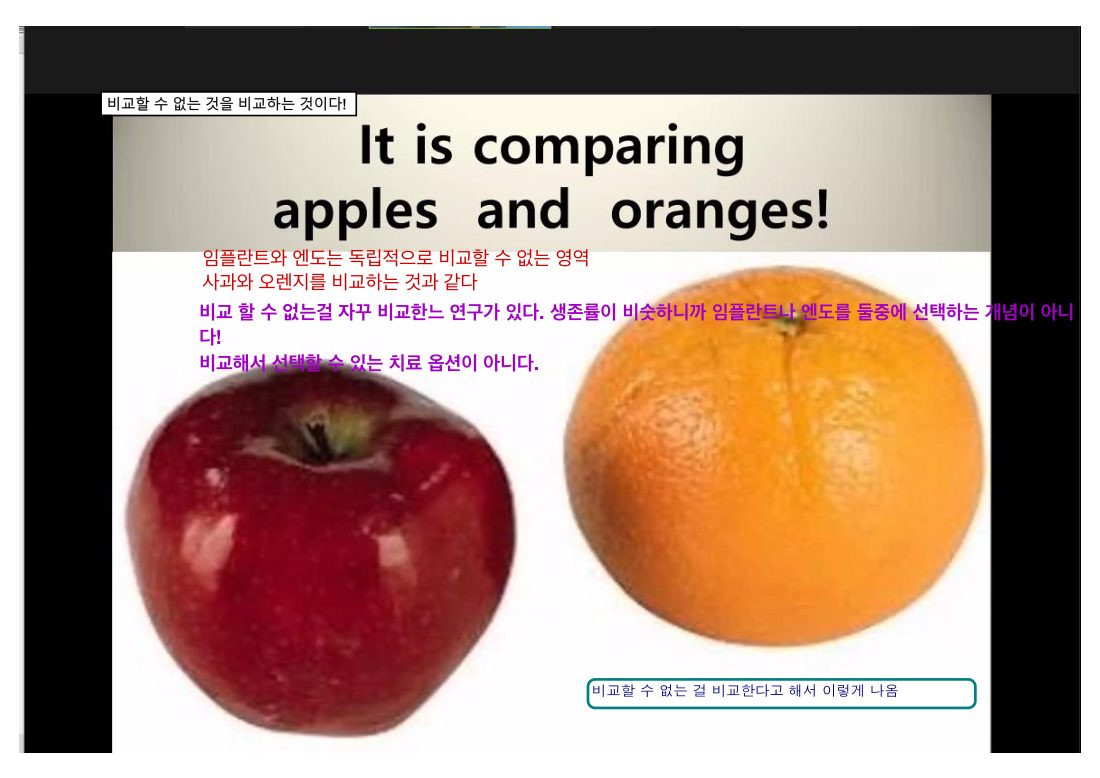 비교할 수 없는 것을 비교하는 것이다!
It is comparing
apples and oranges!
임플란트와 엔도는 독립적으로 비교할 수 없는 영역
사과와 오렌지를 비교하는 것과 같다
비교 할 수 없는걸 자꾸 비교한느 연구가 있다. 생존률이 비슷하니까 임플란트나 엔도를 둘중에 선택하는 개념이 아니
다!
비교해서 선택할 수 있는 치료 옵션이 아니다.
비교할 수 없는 걸 비교한다고 해서 이렇게 나옴